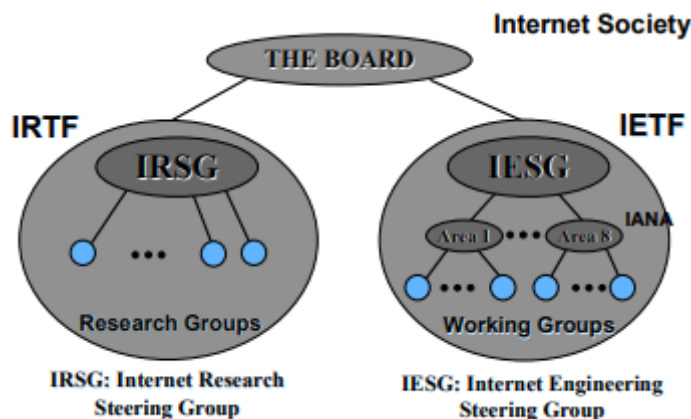 Internet Society
THE BOARD
IRTF
IETF
IRSG
IESG
IANA
Area 1
•••
Area 8
•••
•••
•••
Research Groups
Working Groups
IRSG: Internet Research
Steering Group
IESG: Internet Engineering
Steering Group